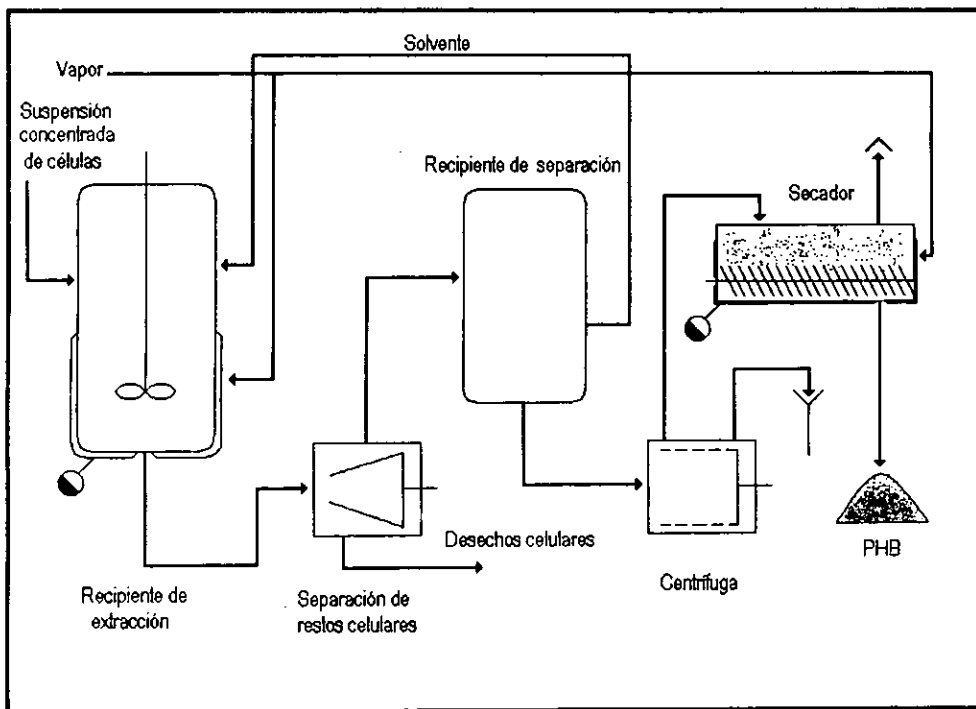 Solvente
Vapor
Suspensión
concentrada
de células
Recipiente de separación
Secador
Desechos celulares
PHB
Centrífuga
Recipiente de
extracción
Separación de
restos celulares